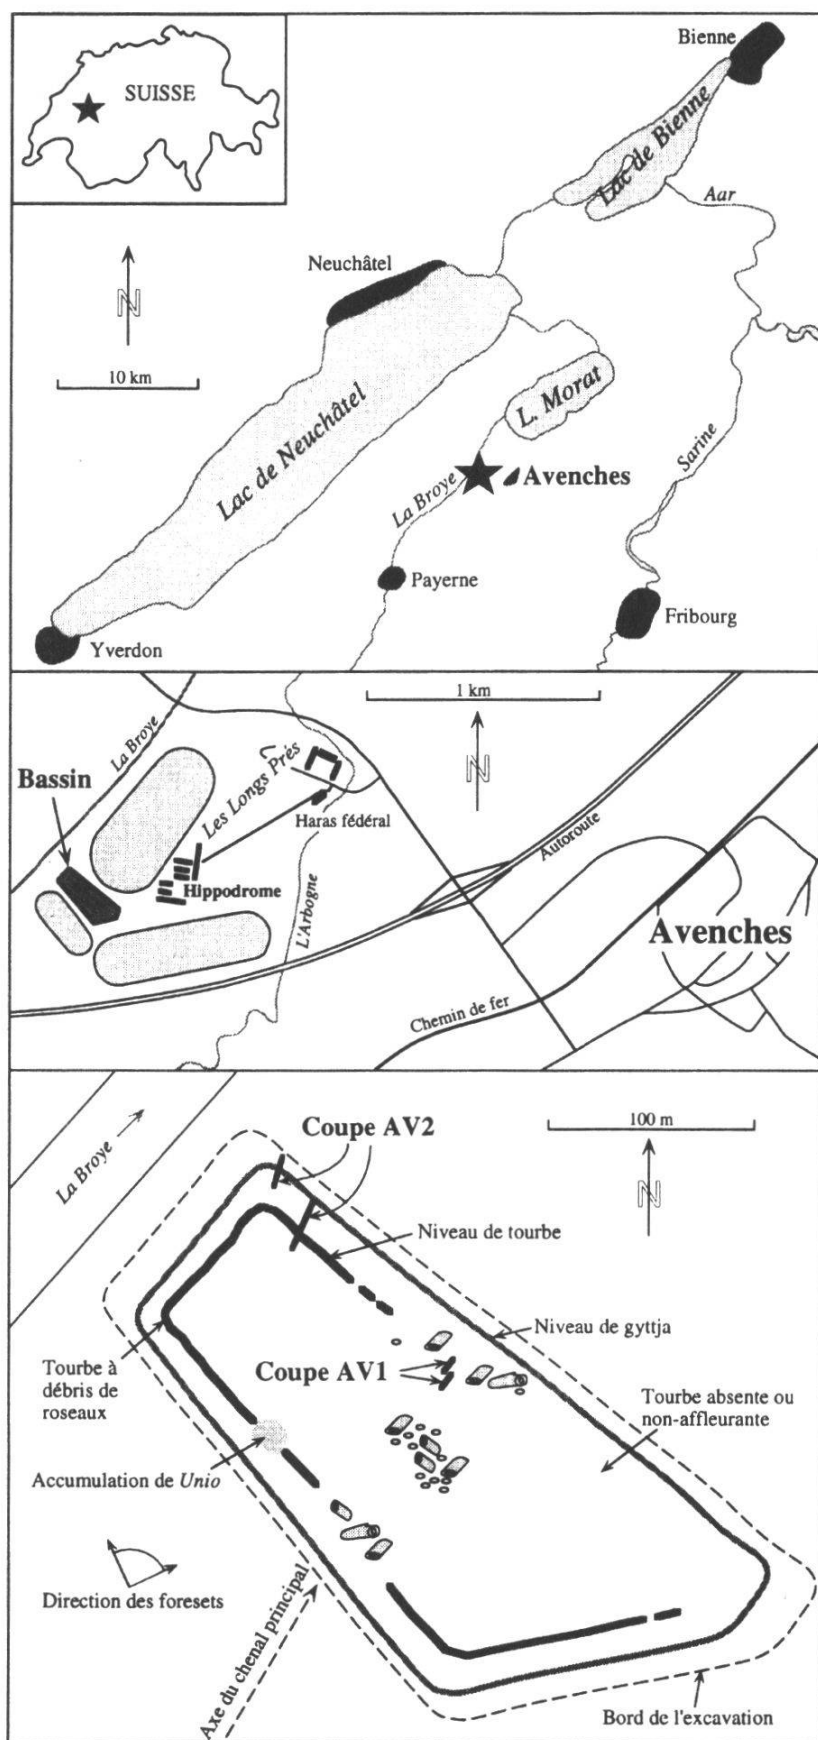 SUISSE
Bienne
Lac de Bienne
Aar
Neuchâtel
N
10 km
Lac de Neuchâtel
L. Morat
Sarine
La Broye
Avenches
Payerne
Fribourg
Yverdon
1 km
La Broye
N
Bassin
Les Longs Prés
Haras fédéral
Autoroute
Hippodrome
L'Arbogne
Avenches
Chemin de fer
100 m
Coupe AV2
La Broye
N
Niveau de tourbe
Niveau de gyttja
Tourbe à
débris de
roseaux
Coupe AV1
Tourbe absente ou
non-affleurante
Accumulation de Unio
Direction des foresets
Axe du chenal principal
Bord de l'excavation